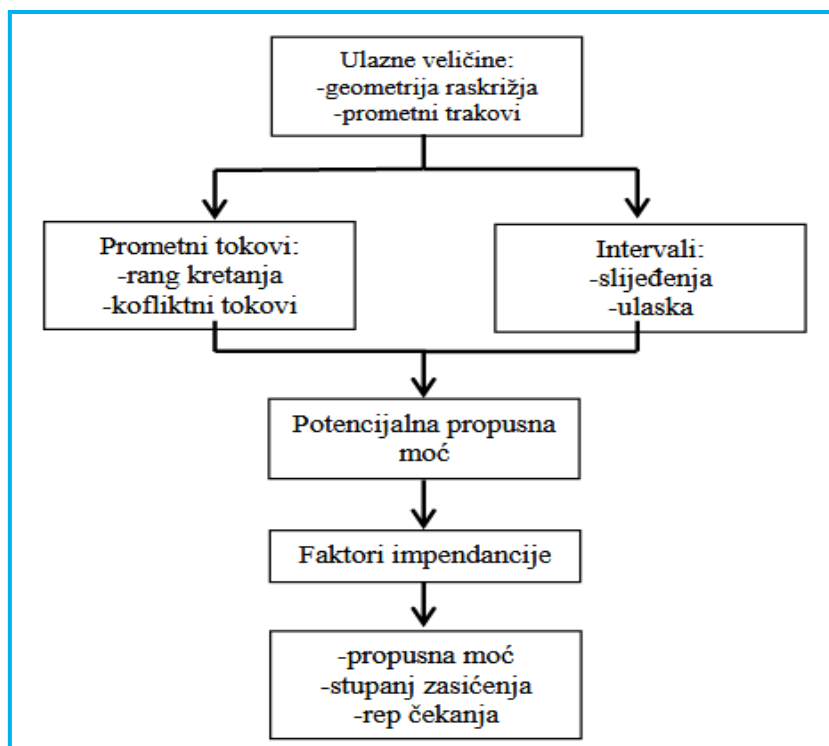 Ulazne veličine:
-geometrija raskrižja
-prometni trakovi
Prometni tokovi:
-rang kretanja
-kofliktni tokovi
Intervali:
-slijeđenja
-ulaska
Potencijalna propusna
moć
Faktori impendancije
-propusna moć
-stupanj zasićenja
-rep čekanja